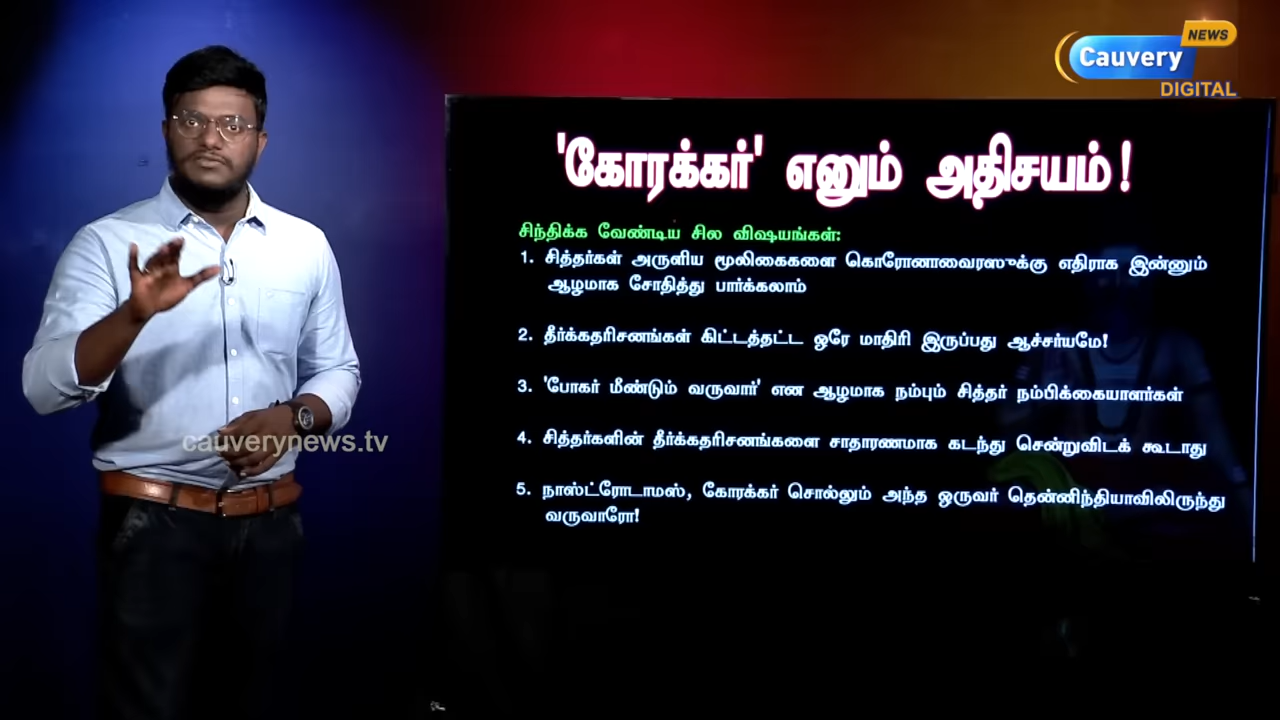 NEWS
Cauvery
DIGITAL
'கோரக்கர்' எனும் அதிசயம்!
சிந்திக்க வேண்டிய சில விஷயங்கள்:
1. சித்தர்கள் அருளிய மூலிகைகளை கொரோனாவைரஸுக்கு எதிராக இன்னும்
ஆழமாக சோதித்து பார்க்கலாம்
2. தீர்க்கதரிசனங்கள் கிட்டத்தட்ட ஒரே மாதிரி இருப்பது ஆச்சர்யமே!
3. 'போகர் மீண்டும் வருவார்' என ஆழமாக நம்பும் சித்தர் நம்பிக்கையாளர்கள்
cauverynews.tv
4. சித்தர்களின் தீர்க்கதரிசனங்களை சாதாரணமாக கடந்து சென்றுவிடக் கூடாது
5. நாஸ்ட்ரோடாமஸ், கோரக்கர் சொல்லும் அந்த ஒருவர் தென்னிந்தியாவிலிருந்து
வருவாரோ!